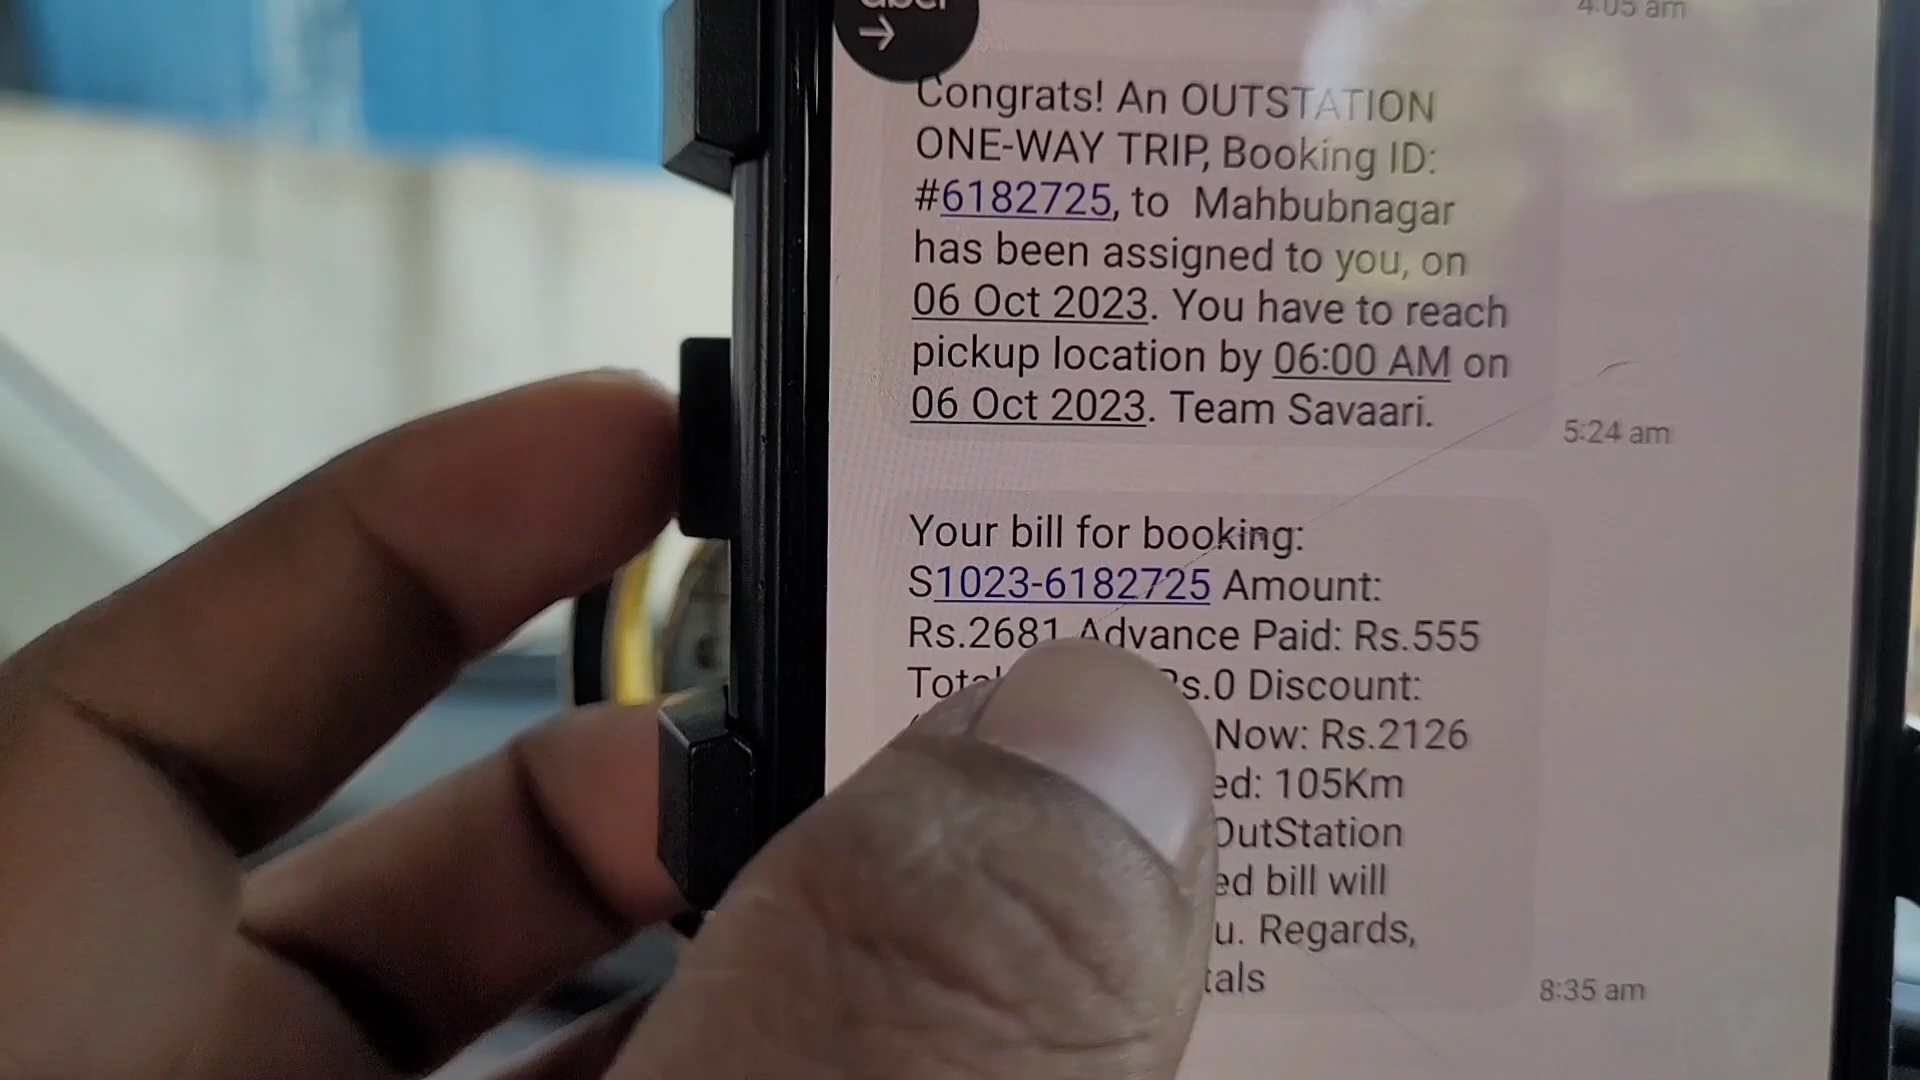 uber
4:05 am
Congrats! An OUTSTATION
ONE-WAY TRIP, Booking ID:
#6182725, to Mahbubnagar
has been assigned to you, on
06 Oct 2023. You have to reach
pickup location by 06:00 AM on
06 Oct 2023. Team Savaari.
5:24 am
Your bill for booking:
S1023-6182725 Amount:
Rs.2681 Advance Paid: Rs.555
Rs.0 Discount:
Now: Rs.2126
105Km
OutStation
bill will
Regards,
8:35 am